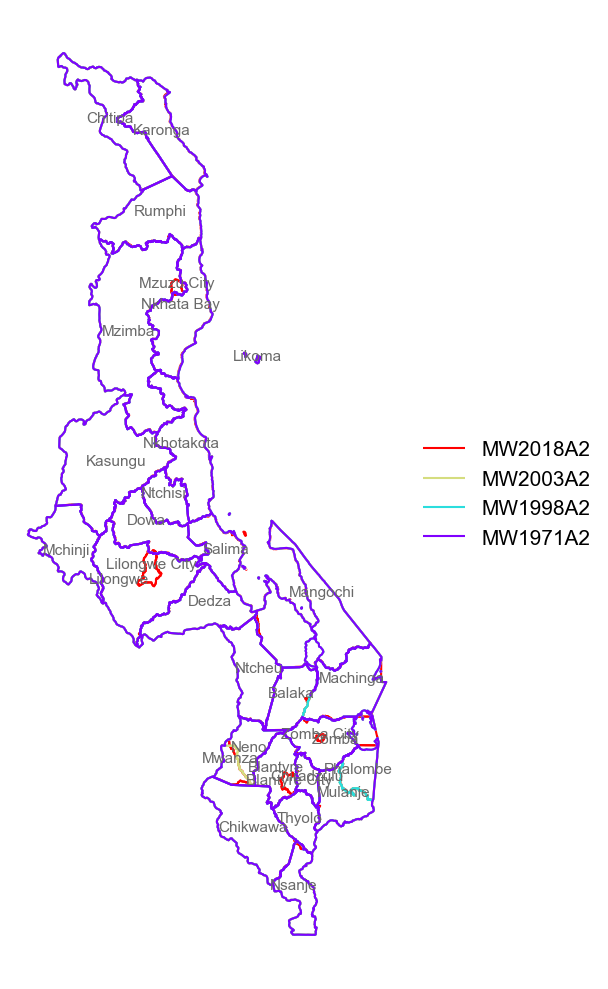 Chitipa
Karonga
Rumphi
Mzuzu City
Nkhata Bay
Mzimba
Likoma
Nkhotakota
Kasungu
Ntchisi
Dowa
Mchinji
Salima
Lilongwe City
Lilongwe
Mangochi
Dedza
Ntcheu
Machinga
Balaka
Zomba City
Zomba
Neno
Mwanza
Blantyre
Phalombe
Chiradzulu
Blantyre City
Mulanje
Thyolo
Chikwawa
Nsanje
MW2018A2
MW2003A2
MW1998A2
MW1971A2